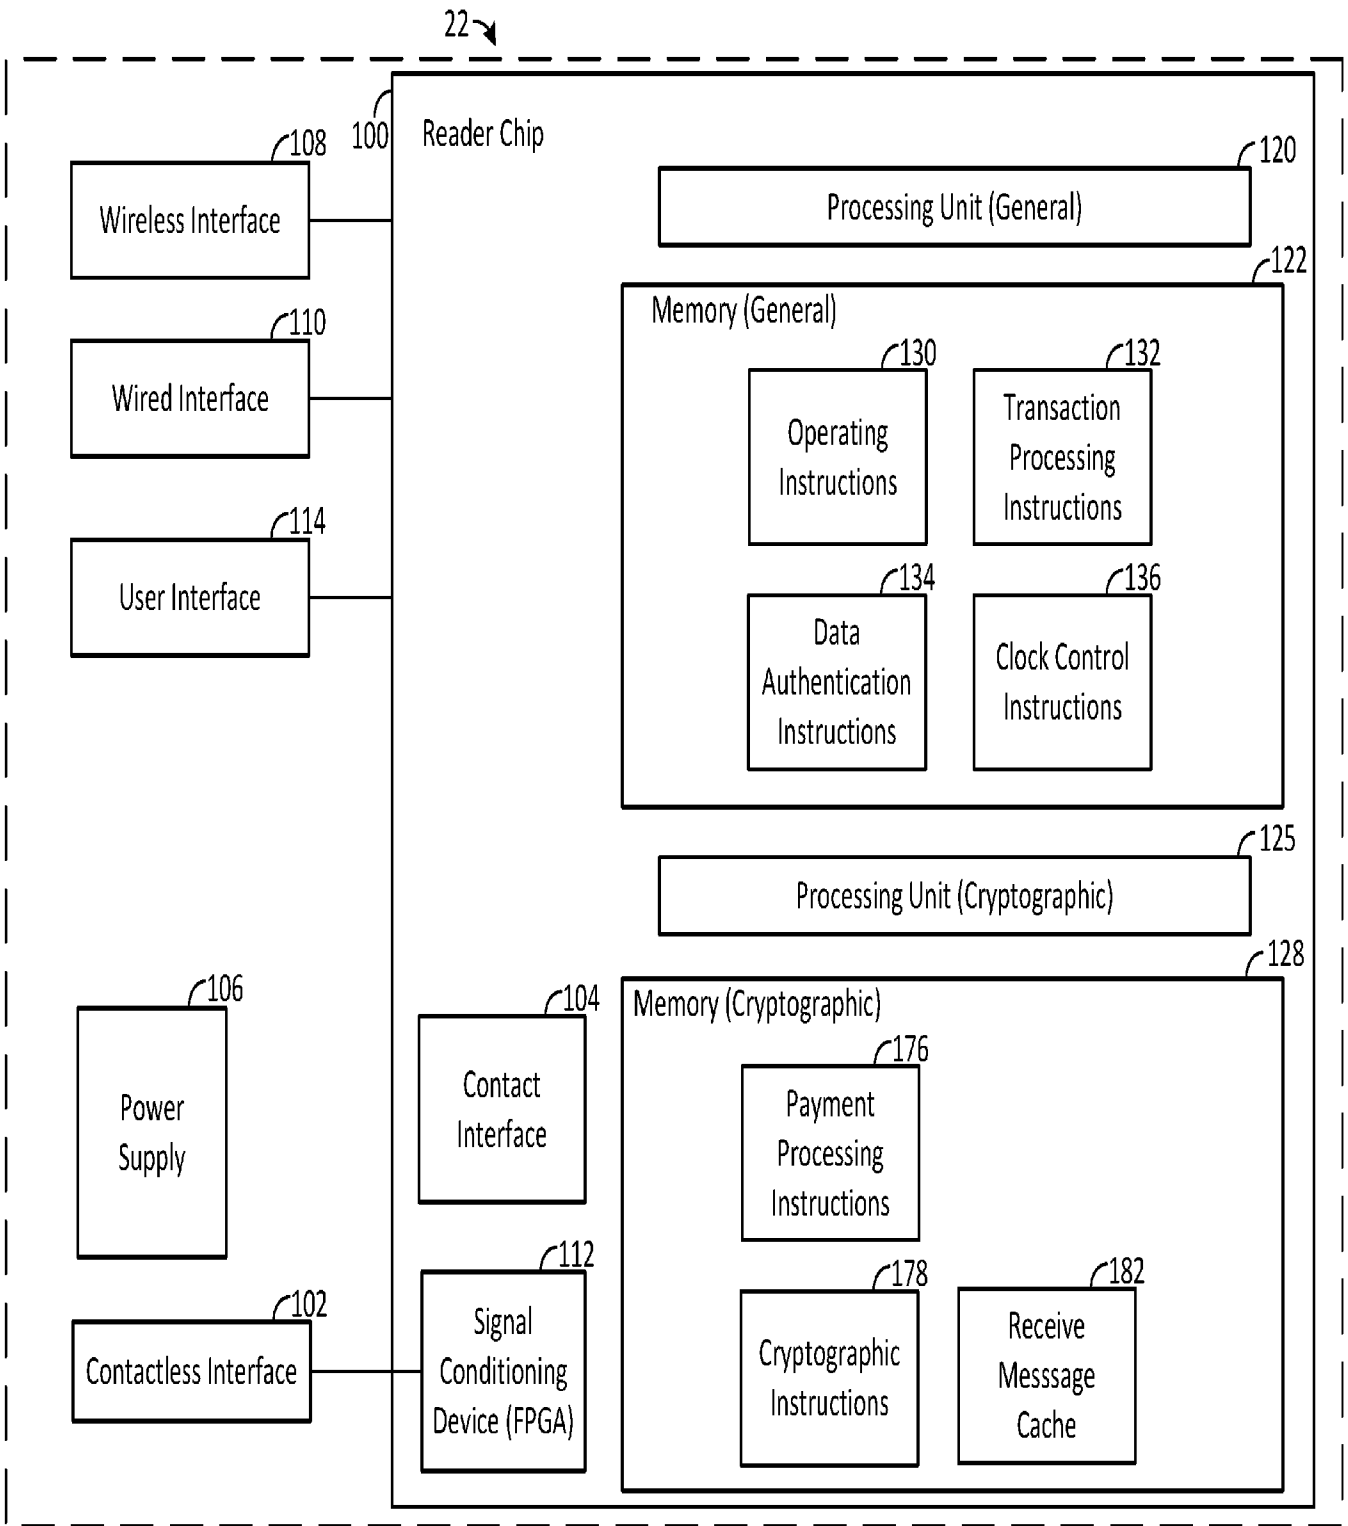 22
100
Reader Chip
108
Wireless Interface
110
Wired Interface
114
User Interface
120
Processing Unit (General)
122
Memory (General)
130
Operating
Instructions
132
Transaction
Processing
Instructions
134
Data
Authentication
Instructions
136
Clock Control
Instructions
125
Processing Unit (Cryptographic)
128
Memory (Cryptographic)
106
Power
Supply
104
Contact
Interface
176
Payment
Processing
Instructions
102
Contactless Interface
112
Signal
Conditioning
Device (FPGA)
178
Cryptographic
Instructions
182
Receive
Messsage
Cache